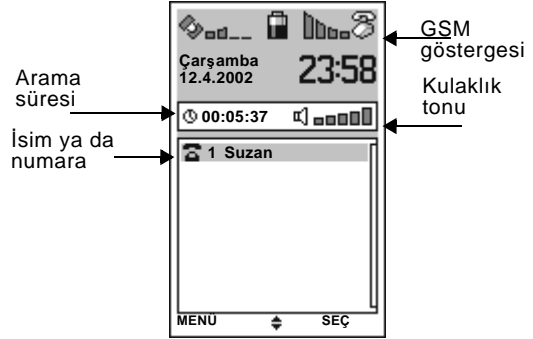 GSM
göstergesi
Çarşamba
12.4.2002
23:58
Arama
süresi
Kulaklık
tonu
00:05:37
İsim ya da
numara
1 Suzan
MENÜ
SEÇ